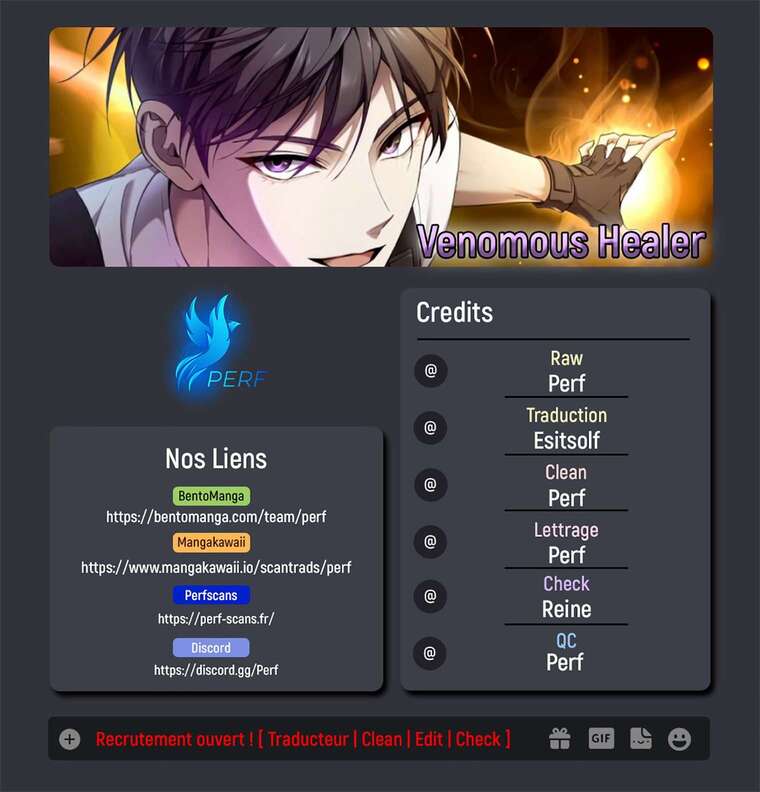 Venomous Healer
PERF
Nos Liens
BentoManga
https://bentomanga.com/team/perf
Mangakawaii
https://www.mangakawaii.io/scantrads/perf
Perfscans
https://perf-scans.fr/
Discord
https://discord.gg/Perf
Credits
@
Raw
Perf
@
Traduction
Esitsolf
@
Clean
Perf
@
Lettrage
Perf
@
Check
Reine
@
QC
Perf
Recrutement ouvert ! [ Traducteur | Clean | Edit | Check ]
GIF